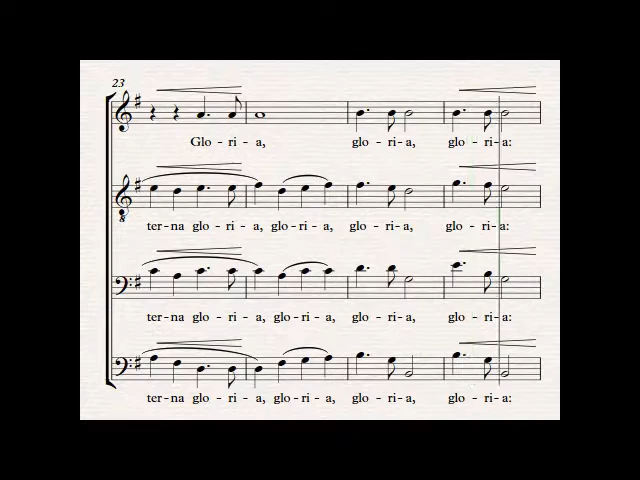 23
Glo - ri - a, glo - ri - a, glo - ri - a:
8
ter - na glo - ri - a, glo - ri - a, glo - ri - a, glo - ri - a:
ter - na glo - ri - a, glo - ri - a, glo - ri - a, glo - ri - a:
ter - na glo - ri - a, glo - ri - a, glo - ri - a, glo - ri - a: